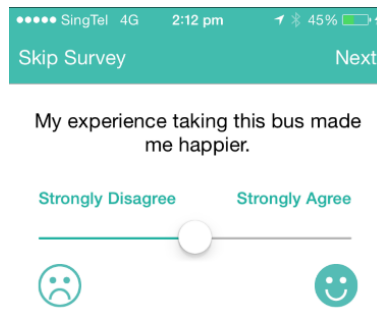 SingTel 4G 2:12 pm 45%
Skip Survey Next
My experience taking this bus made
me happier.
Strongly Disagree Strongly Agree